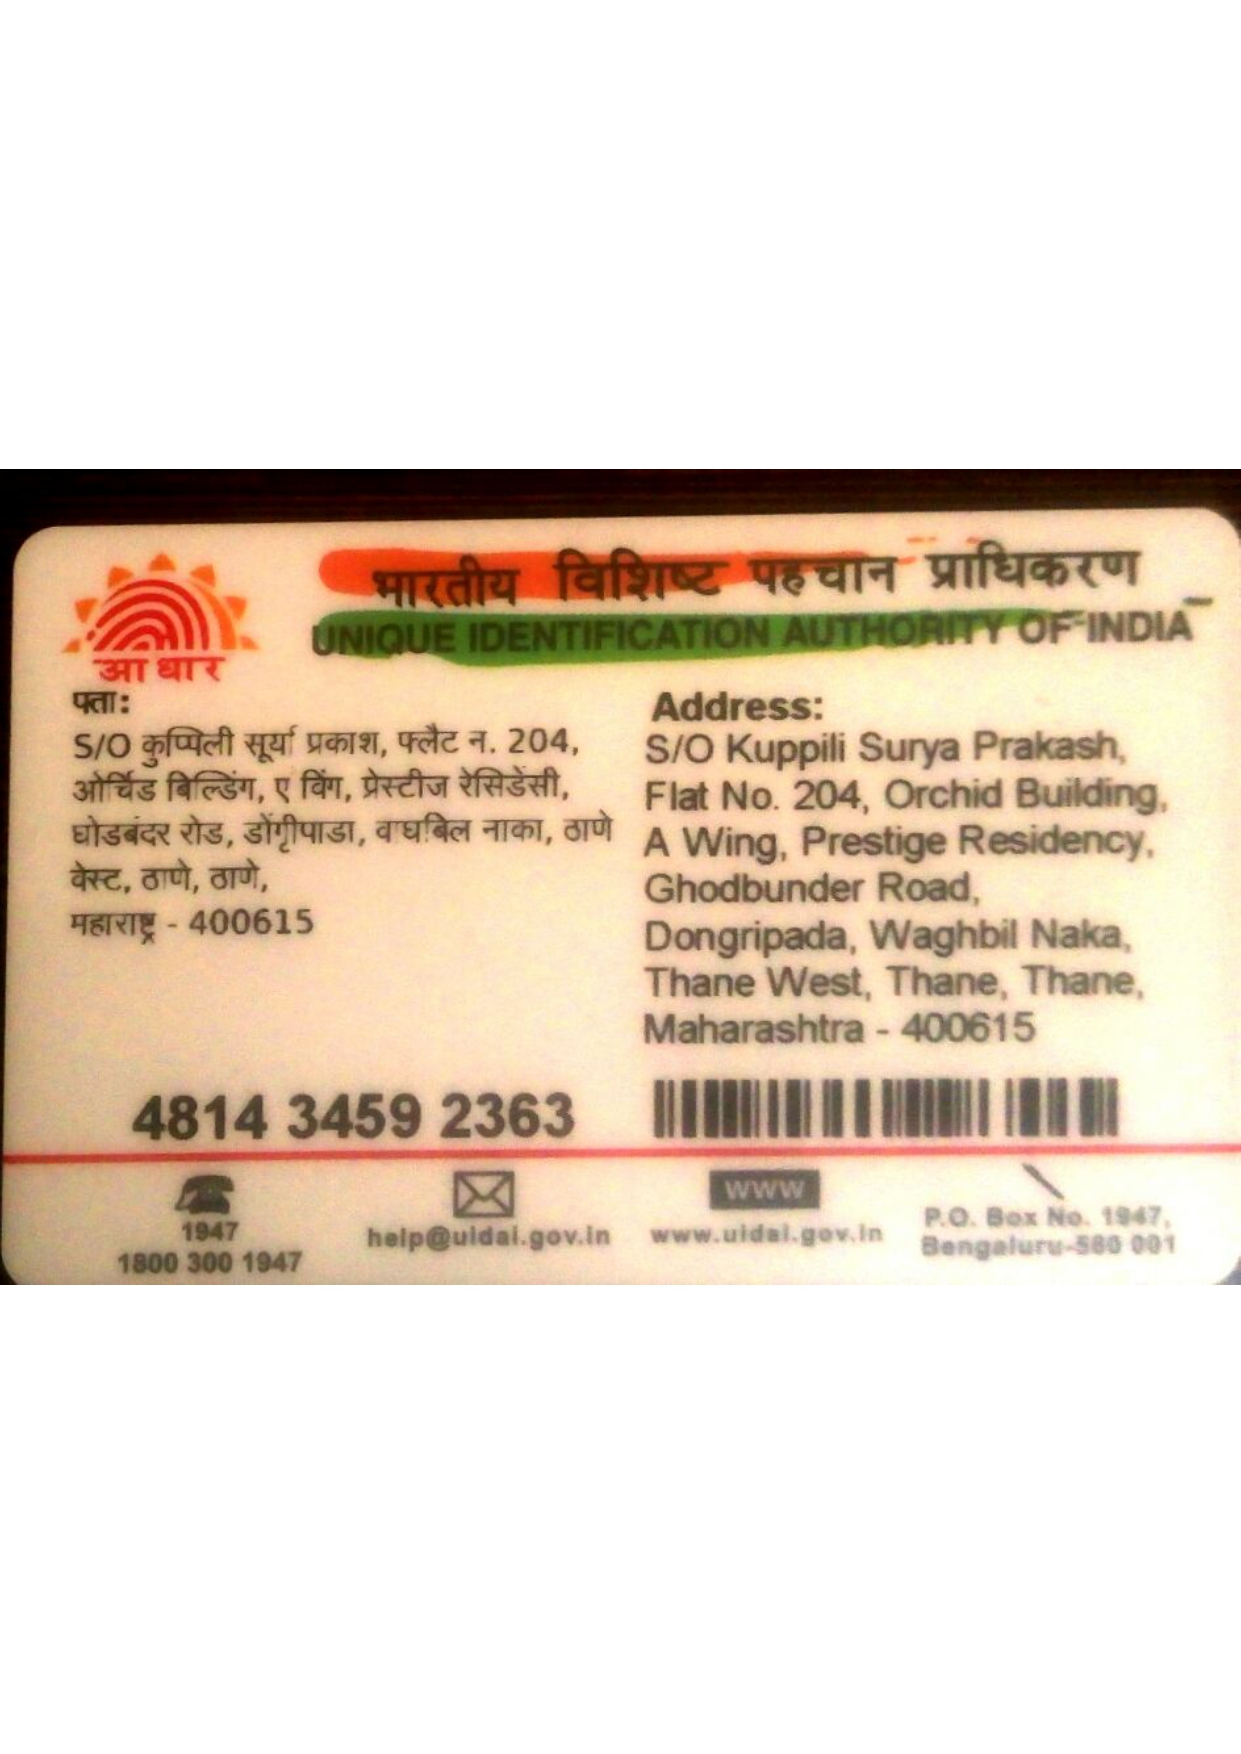 भारतीय विशिष्ट पहचान प्राधिकरण
UNIQUE IDENTIFICATION AUTHORITY OF INDIA
आधार
पता:
S/O कुप्पिली सूर्या प्रकाश, फ्लैट न. 204,
ओर्चिड बिल्डिंग, ए विंग, प्रेस्टीज रेसिडेंसी,
घोडबंदर रोड, डोंगृीपाडा, वाघबिल नाका, ठाणे
वेस्ट, ठाणे, ठाणे,
महाराष्ट्र - 400615
Address:
S/O Kuppili Surya Prakash,
Flat No. 204, Orchid Building,
A Wing, Prestige Residency,
Ghodbunder Road,
Dongripada, Waghbil Naka,
Thane West, Thane, Thane,
Maharashtra - 400615
4814 3459 2363
1947
1800 300 1947
help@uidai.gov.in
www
www.uidai.gov.in
P.O. Box No. 1947,
Bengaluru-560 001